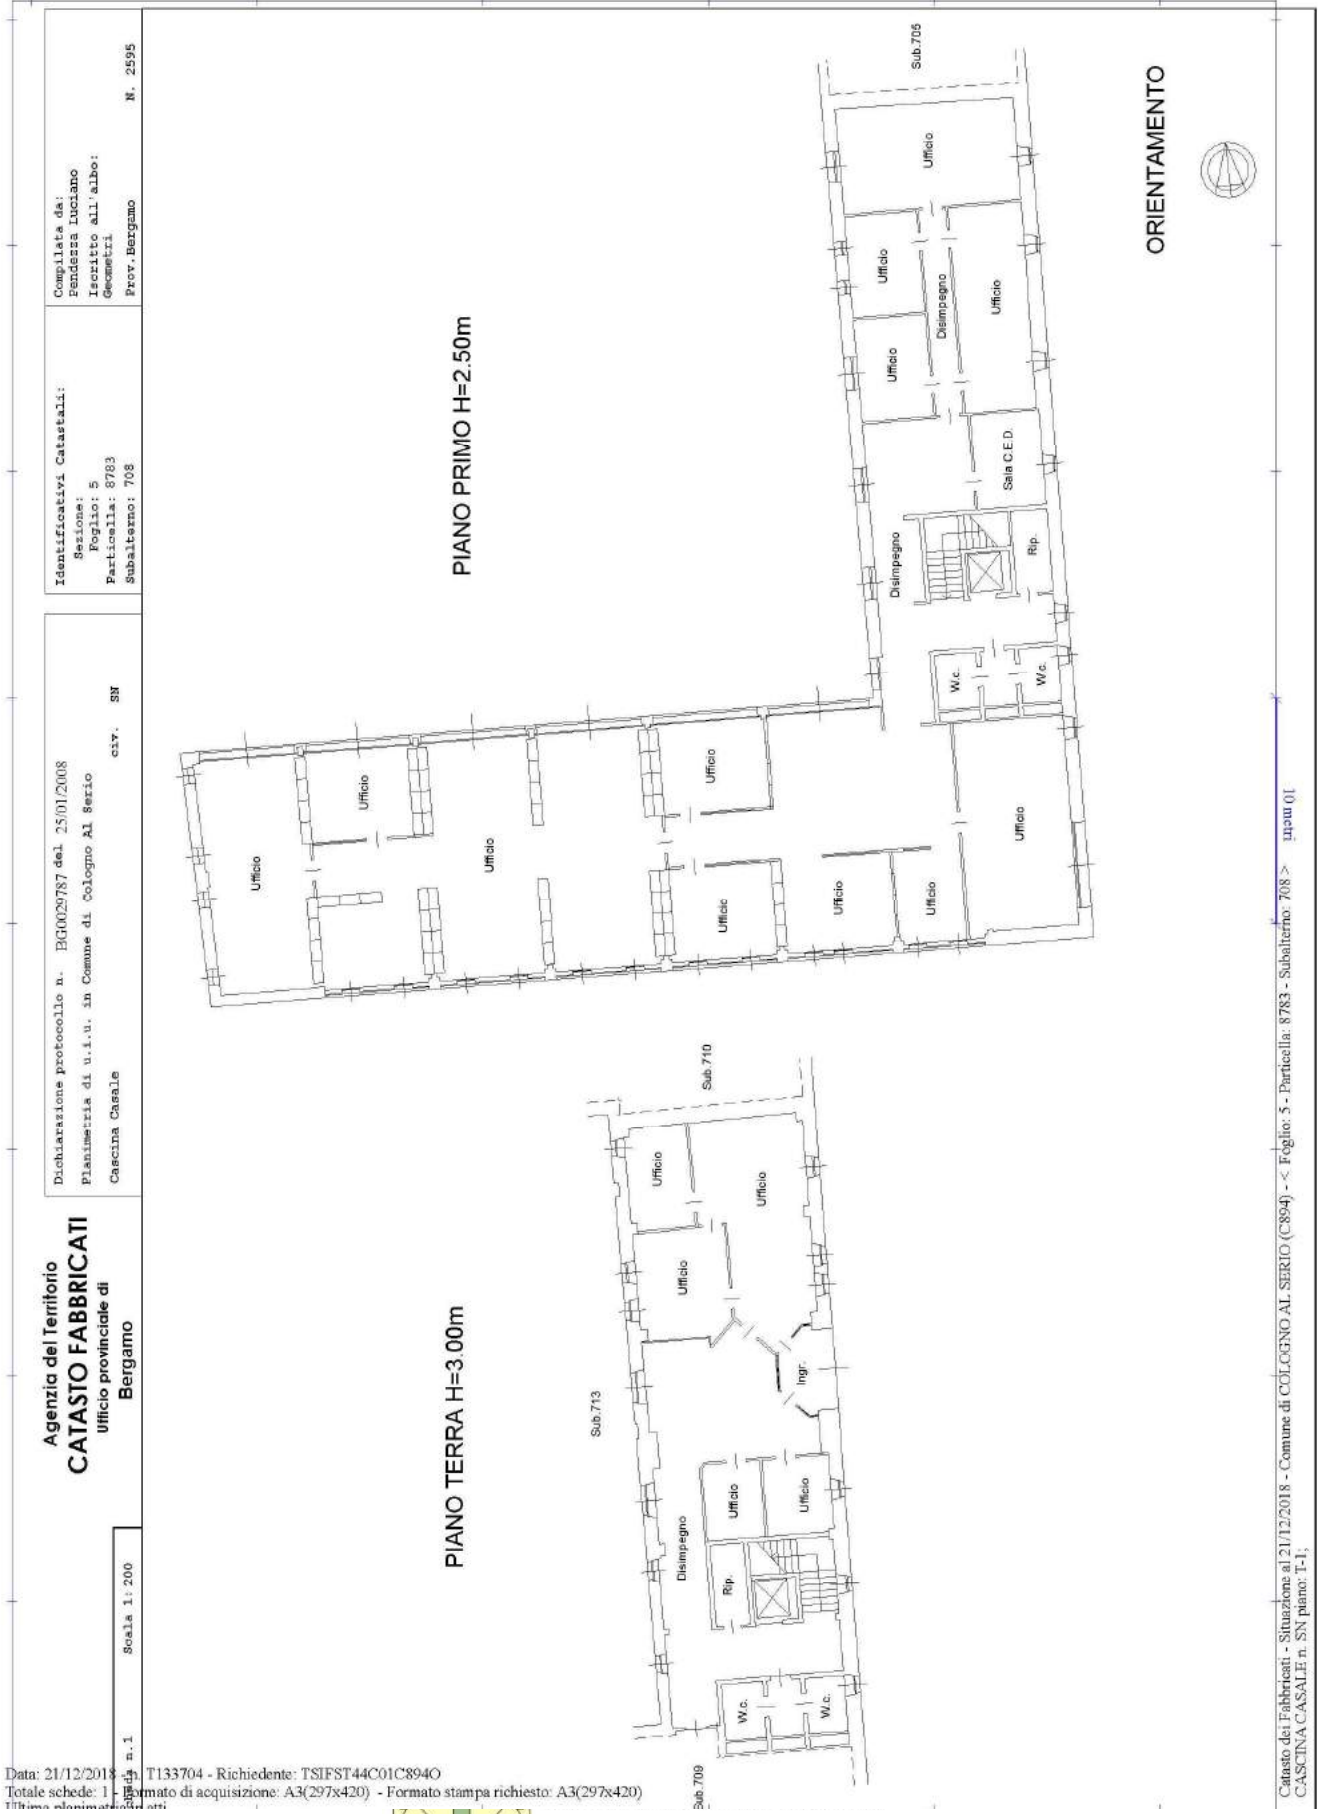 Agenzia del Territorio
CATASTO FABBRICATI
Ufficio provinciale di
Bergamo
Dichiarazione protocollo n. BG0029787 del 25/01/2008
Planimetria di u.i.u. in Comune di Cologno Al Serio
Cascina Casale civ. SN
Identificativi Catastali:
Sezione:
Foglio: 5
Particella: 8783
Subalterno: 708
Compilata da:
Pendezza Luciano
Iscritto all'albo:
Geometri
Prov. Bergamo N. 2595
Scala 1: 200
PIANO TERRA H=3.00m
Sub.713
Sub.710
Sub.709
Ufficio
Ufficio
Ufficio
Ingr.
Disimpegno
Ufficio
Ufficio
Rip.
W.c.
W.c.
PIANO PRIMO H=2.50m
Sub.705
Ufficio
Ufficio
Ufficio
Ufficio
Ufficio
Ufficio
Ufficio
Ufficio
Disimpegno
W.c.
W.c.
Rip.
Sala C.E.D.
Ufficio
Ufficio
Disimpegno
Ufficio
Ufficio
ORIENTAMENTO
10 metri
Catasto dei Fabbricati - Situazione al 21/12/2018 - Comune di COLOGNO AL SERIO (C894) - < Foglio: 5 - Particella: 8783 - Subalterno: 708 >
CASCINA CASALE n. SN piano: T-1;
Data: 21/12/2018 - n. T133704 - Richiedente: TSIFST44C01C894O
Totale schede: 1 - Formato di acquisizione: A3(297x420) - Formato stampa richiesto: A3(297x420)
Ultima planimetria in atti
n.1